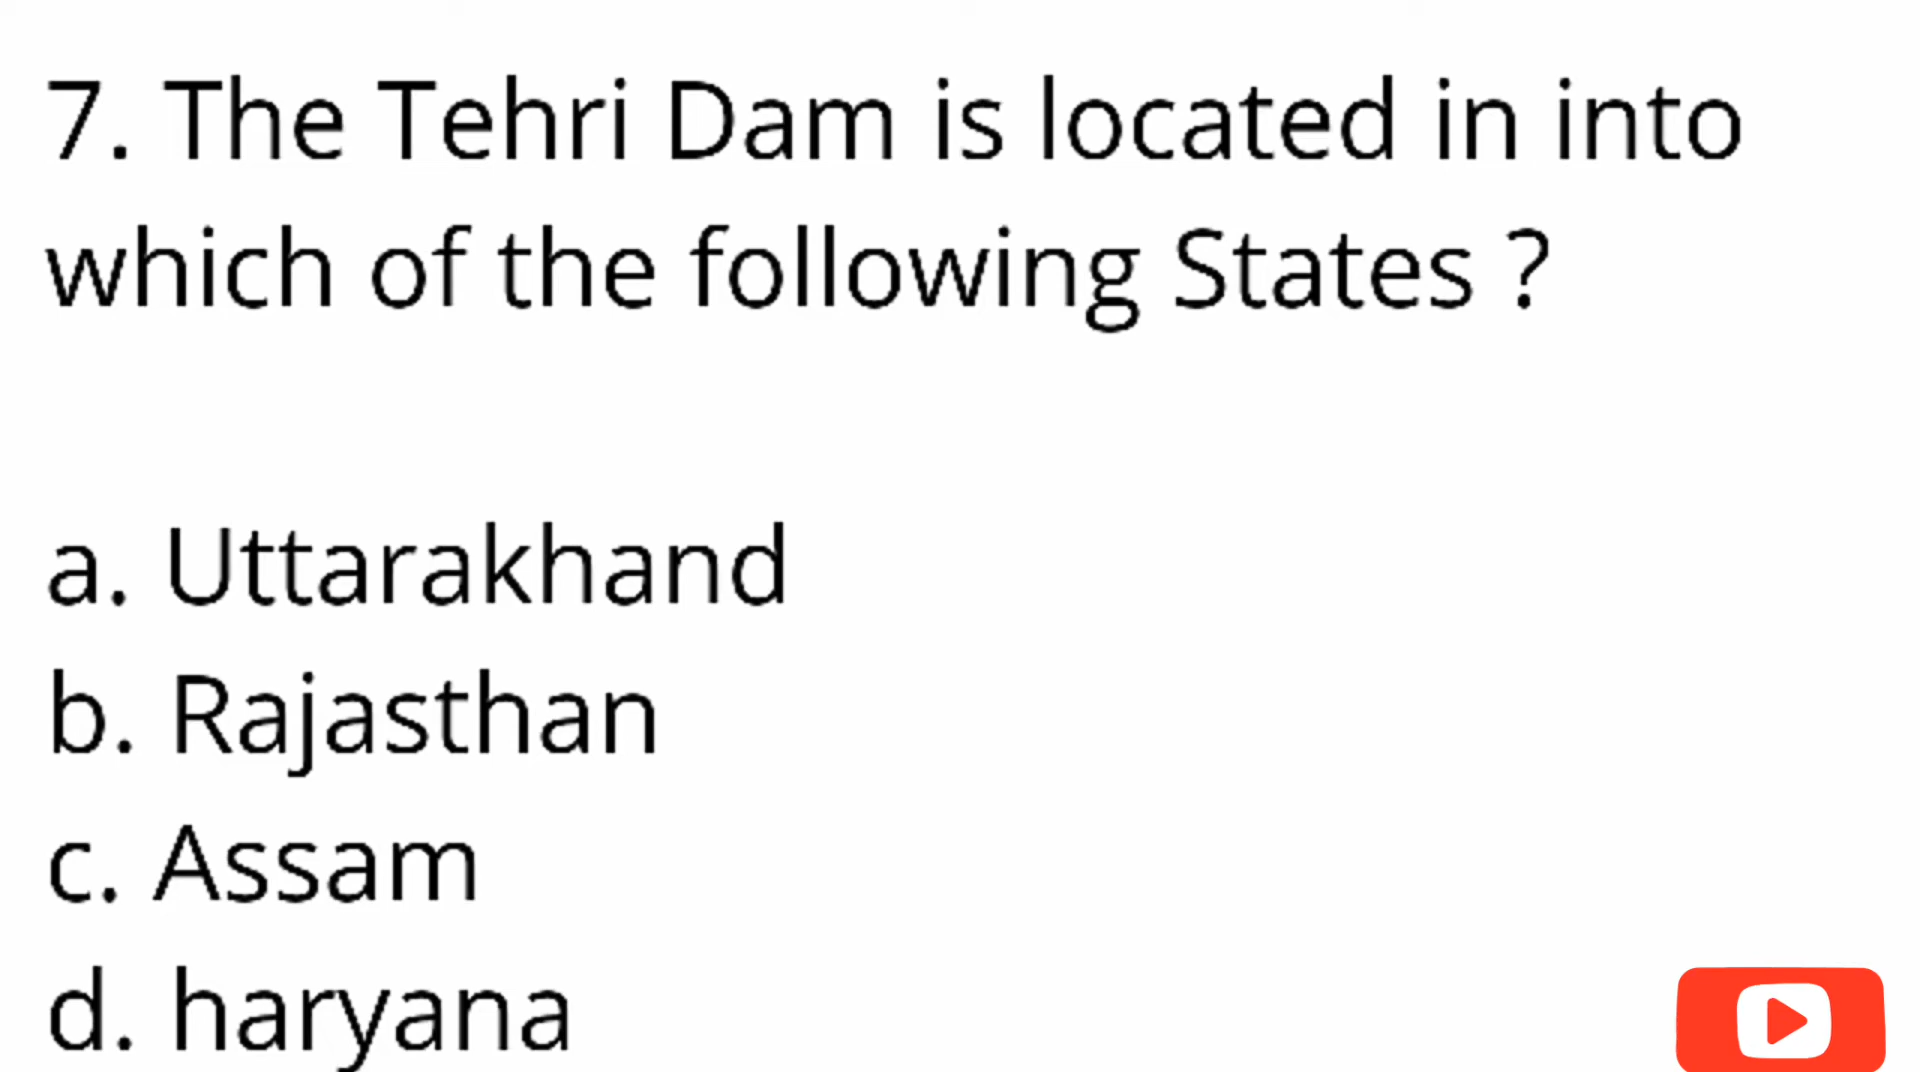 7. The Tehri Dam is located in into
which of the following States ?
a. Uttarakhand
b. Rajasthan
c. Assam
d. haryana